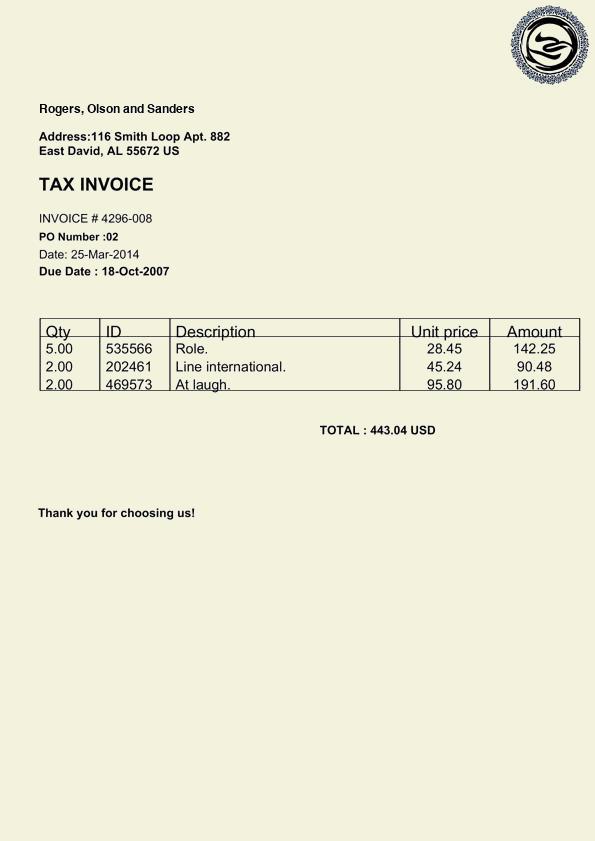 Rogers, Olson and Sanders
Address:116 Smith Loop Apt. 882
East David, AL 55672 US
TAX INVOICE
INVOICE # 4296-008
PO Number :02
Date: 25-Mar-2014
Due Date : 18-Oct-2007
Qty ID Description Unit price Amount
5.00 535566 Role. 28.45 142.25
2.00 202461 Line international. 45.24 90.48
2.00 469573 At laugh. 95.80 191.60
TOTAL : 443.04 USD
Thank you for choosing us!